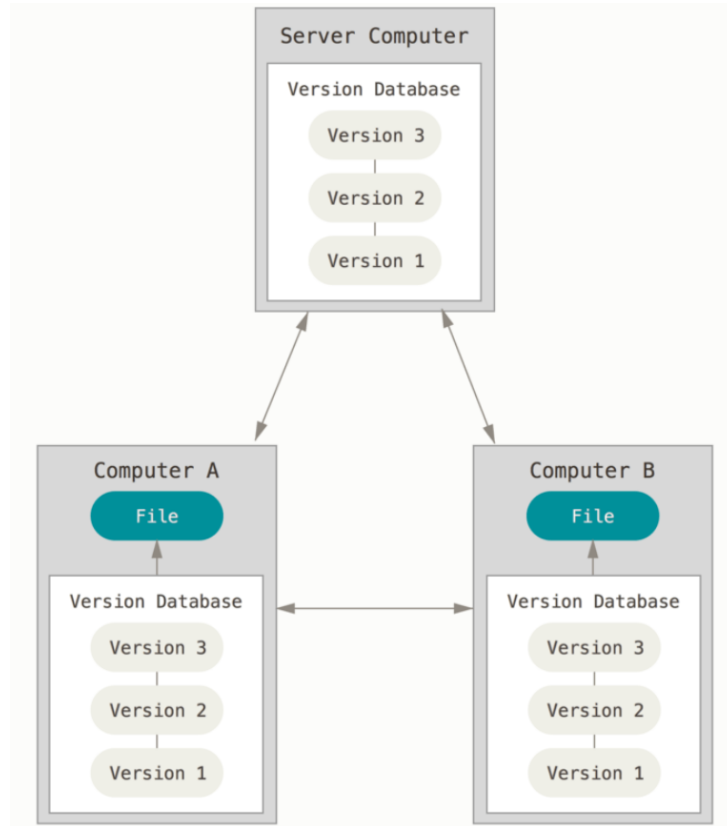 Server Computer
Version Database
Version 3
Version 2
Version 1
Computer A
File
Version Database
Version 3
Version 2
Version 1
Computer B
File
Version Database
Version 3
Version 2
Version 1